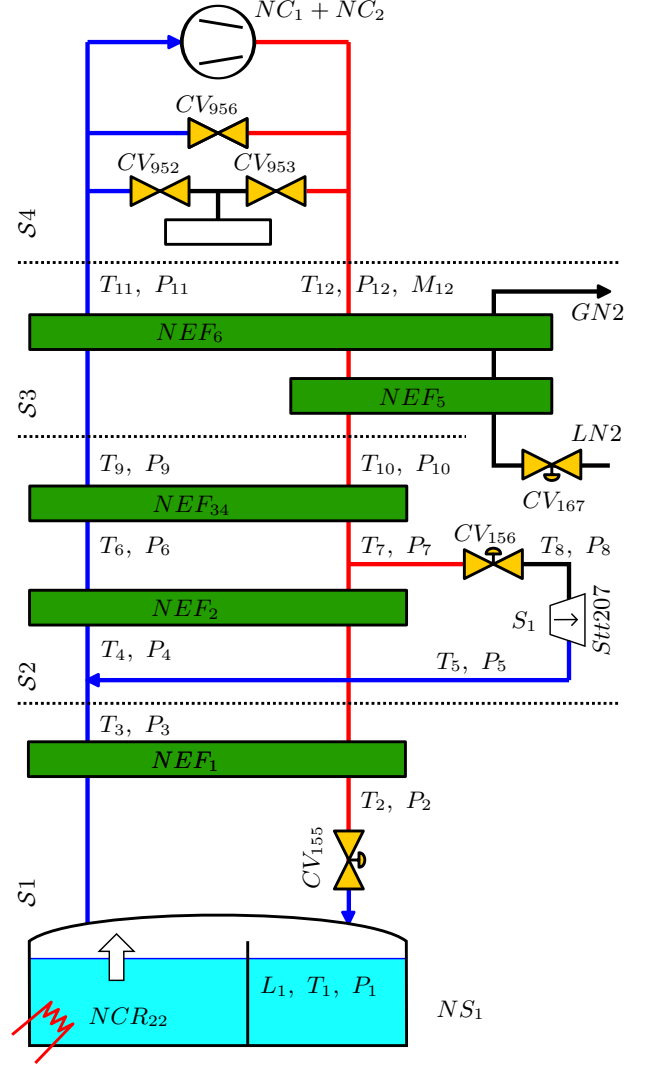 NC₁ + NC₂
CV₉₅₆
CV₉₅₂ CV₉₅₃
S4
T₁₁, P₁₁ T₁₂, P₁₂, M₁₂
GN2
NEF₆
NEF₅
S3
LN2
T₉, P₉ T₁₀, P₁₀
CV₁₆₇
NEF₃₄
CV₁₅₆
T₆, P₆ T₇, P₇ T₈, P₈
NEF₂
S₁ Stt207
T₄, P₄
T₅, P₅
S2
T₃, P₃
NEF₁
T₂, P₂
CV₁₅₅
S1
L₁, T₁, P₁
NCR₂₂
NS₁